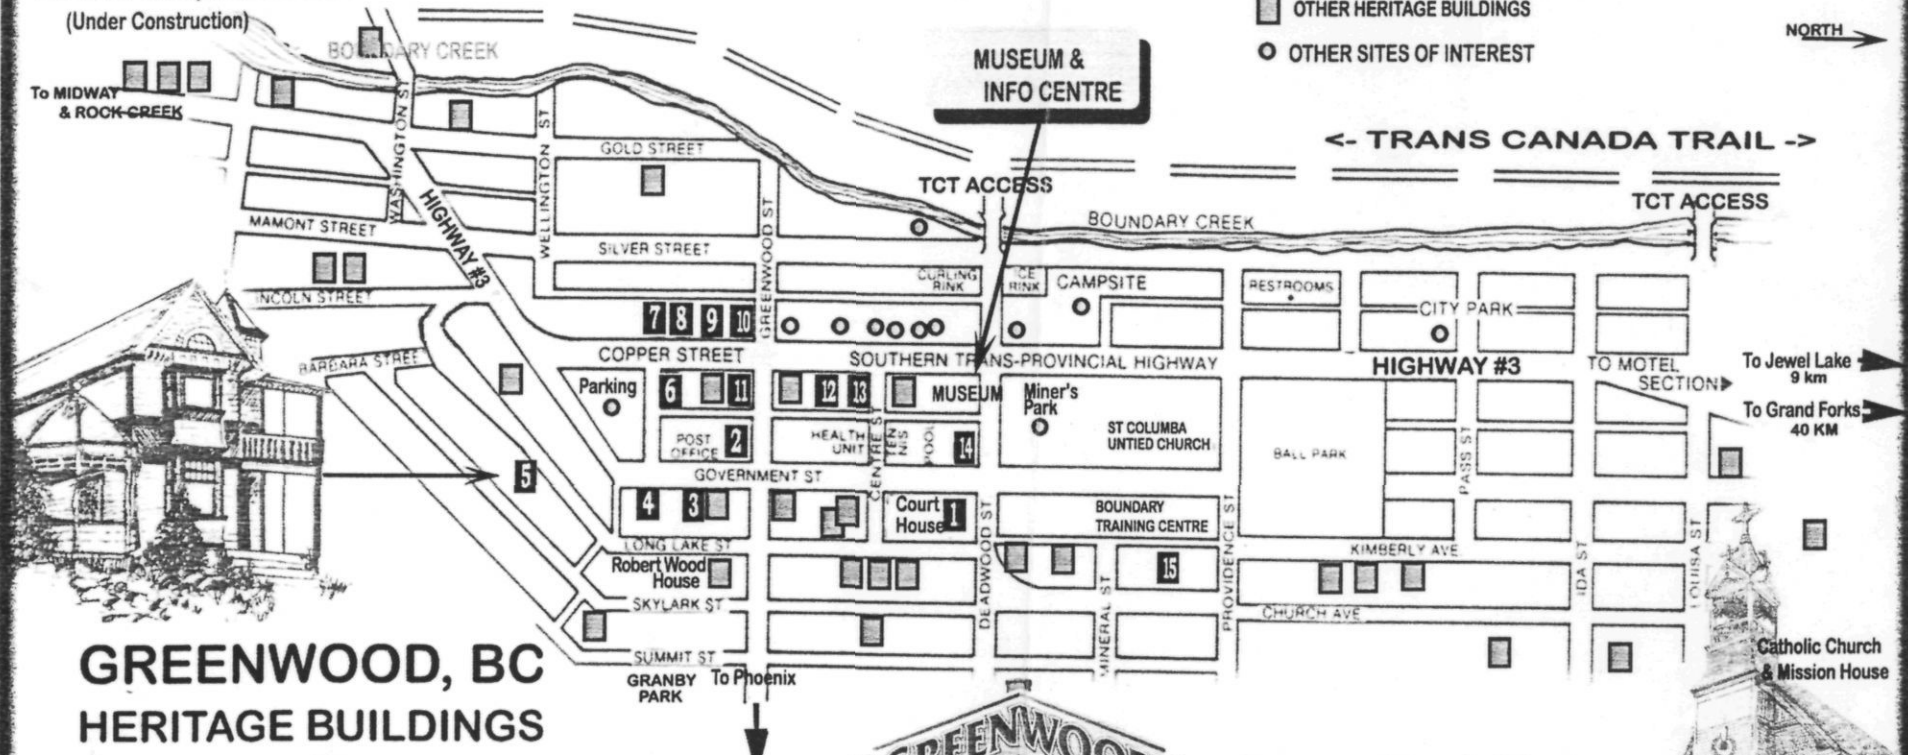 (Under Construction)
BOUNDARY CREEK
OTHER HERITAGE BUILDINGS
OTHER SITES OF INTEREST
NORTH
MUSEUM &
INFO CENTRE
To MIDWAY
& ROCK CREEK
<- TRANS CANADA TRAIL ->
TCT ACCESS
TCT ACCESS
BOUNDARY CREEK
WASHINGTON ST
WELLINGTON ST
GOLD STREET
HIGHWAY #3
MAMONT STREET
SILVER STREET
GREENWOOD ST
CURLING
RINK
ICE
RINK
CAMPSITE
RESTROOMS
CITY PARK
INCOLN STREET
7 8 9 10
BARBARA STREE
COPPER STREET
SOUTHERN TRANS-PROVINCIAL HIGHWAY
HIGHWAY #3
TO MOTEL
SECTION
To Jewel Lake
9 km
To Grand Forks
40 KM
Parking
6 11 12 13
MUSEUM
Miner's
Park
ST COLUMBA
UNTIED CHURCH
POST
OFFICE
2
HEALTH
UNIT
CENTRE ST
TEN
NIS
POOL
14
BALL PARK
PASS ST
GOVERNMENT ST
5
4 3
Court
House
1
DEADWOOD ST
BOUNDARY
TRAINING CENTRE
PROVIDENCE ST
LONG LAKE ST
KIMBERLY AVE
IDA ST
LOUISA ST
Robert Wood
House
15
MINERAL ST
SKYLARK ST
CHURCH AVE
SUMMIT ST
GRANBY
PARK
To Phoenix
Catholic Church
& Mission House
GREENWOOD, BC
HERITAGE BUILDINGS
GREENWOOD